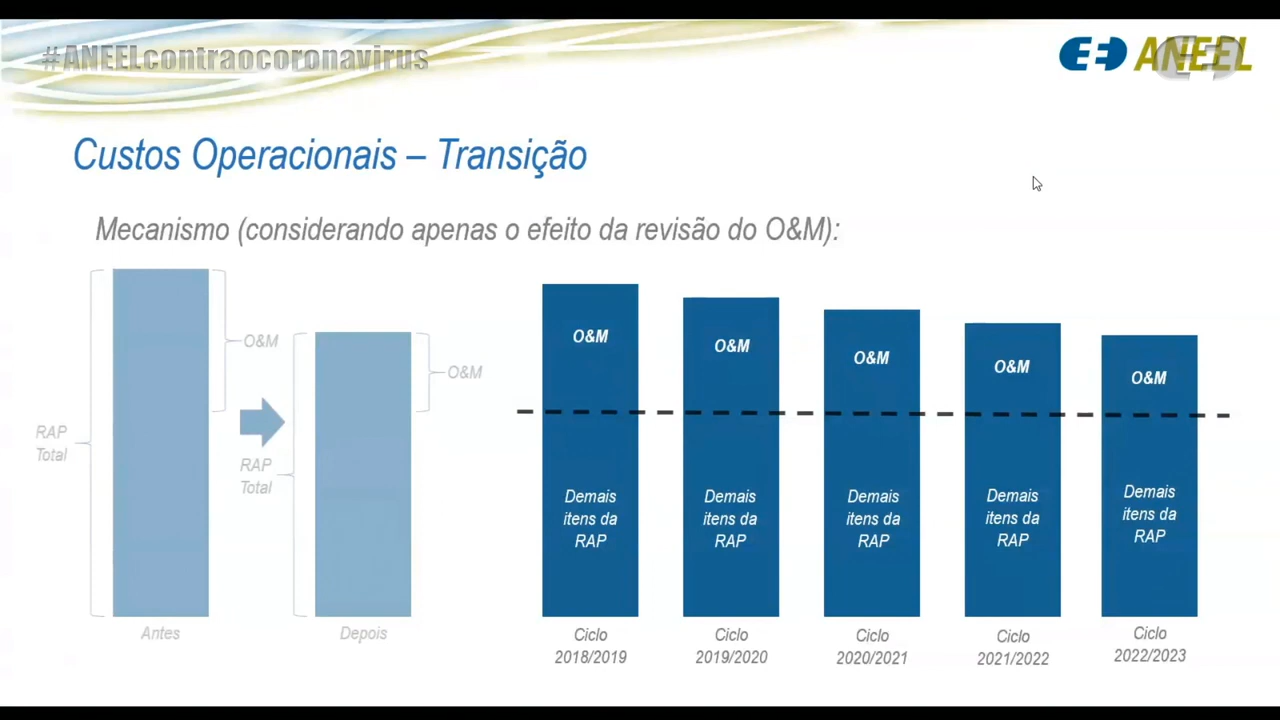 #ANEELcontraocoronavirus
ANEEL
Custos Operacionais – Transição
Mecanismo (considerando apenas o efeito da revisão do O&M):
O&M
RAP
Total
Antes
O&M
RAP
Total
Depois
O&M
O&M
O&M
O&M
O&M
Demais
itens da
RAP
Demais
itens da
RAP
Demais
itens da
RAP
Demais
itens da
RAP
Demais
itens da
RAP
Ciclo
2018/2019
Ciclo
2019/2020
Ciclo
2020/2021
Ciclo
2021/2022
Ciclo
2022/2023